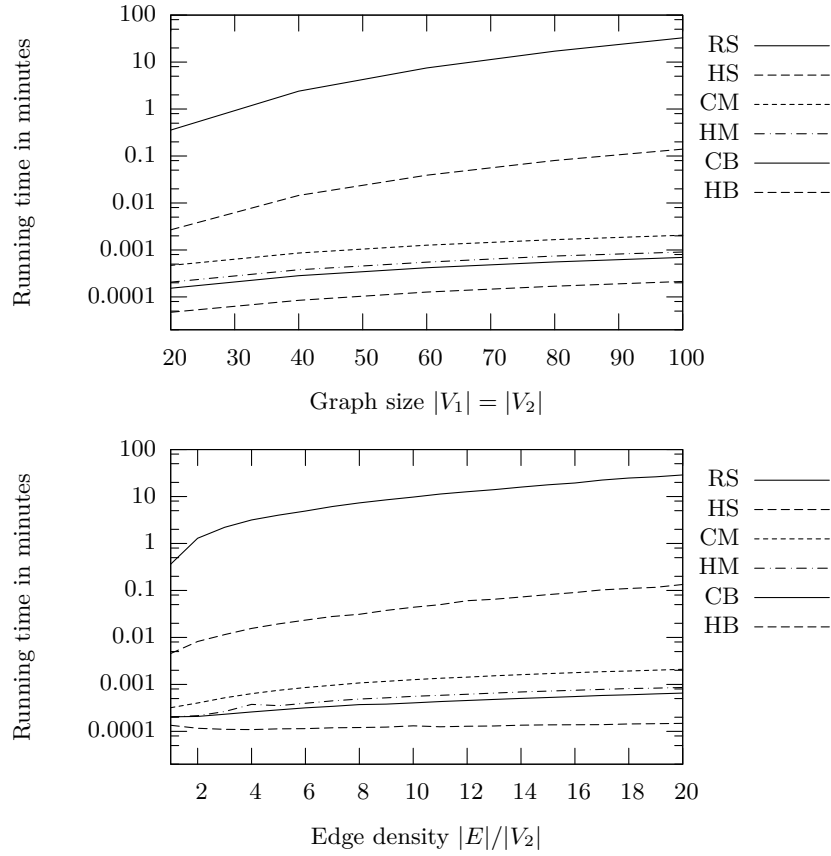 100
10
1
0.1
0.01
0.001
0.0001
Running time in minutes
20 30 40 50 60 70 80 90 100
Graph size |V1| = |V2|
RS
HS
CM
HM
CB
HB
100
10
1
0.1
0.01
0.001
0.0001
Running time in minutes
2 4 6 8 10 12 14 16 18 20
Edge density |E|/|V2|
RS
HS
CM
HM
CB
HB